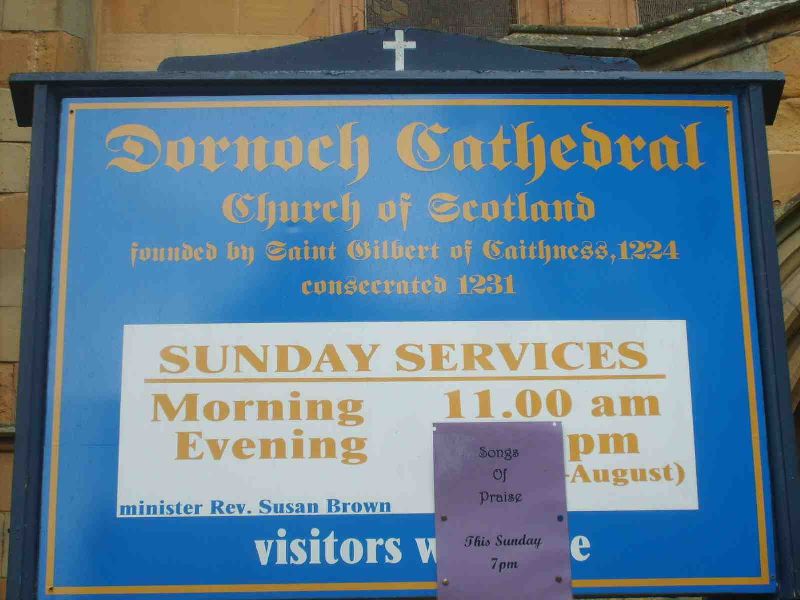 Dornoch Cathedral
Church of Scotland
founded by Saint Gilbert of Caithness, 1224
consecrated 1231
SUNDAY SERVICES
Morning 11.00 am
Evening pm
-August)
minister Rev. Susan Brown
visitors w e
Songs
Of
Praise
This Sunday
7pm